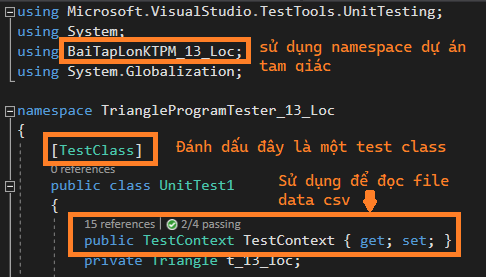 using Microsoft.VisualStudio.TestTools.UnitTesting;
using System;
using BaiTapLonKTPM_13_Loc; sử dụng namespace dự án
tam giác
using System.Globalization;
namespace TriangleProgramTester_13_Loc
{
[TestClass] Đánh dấu đây là một test class
0 references
public class UnitTest1
Sử dụng để đọc file
data csv
{
15 references | 2/4 passing
public TestContext TestContext { get; set; }
private Triangle t_13_loc;